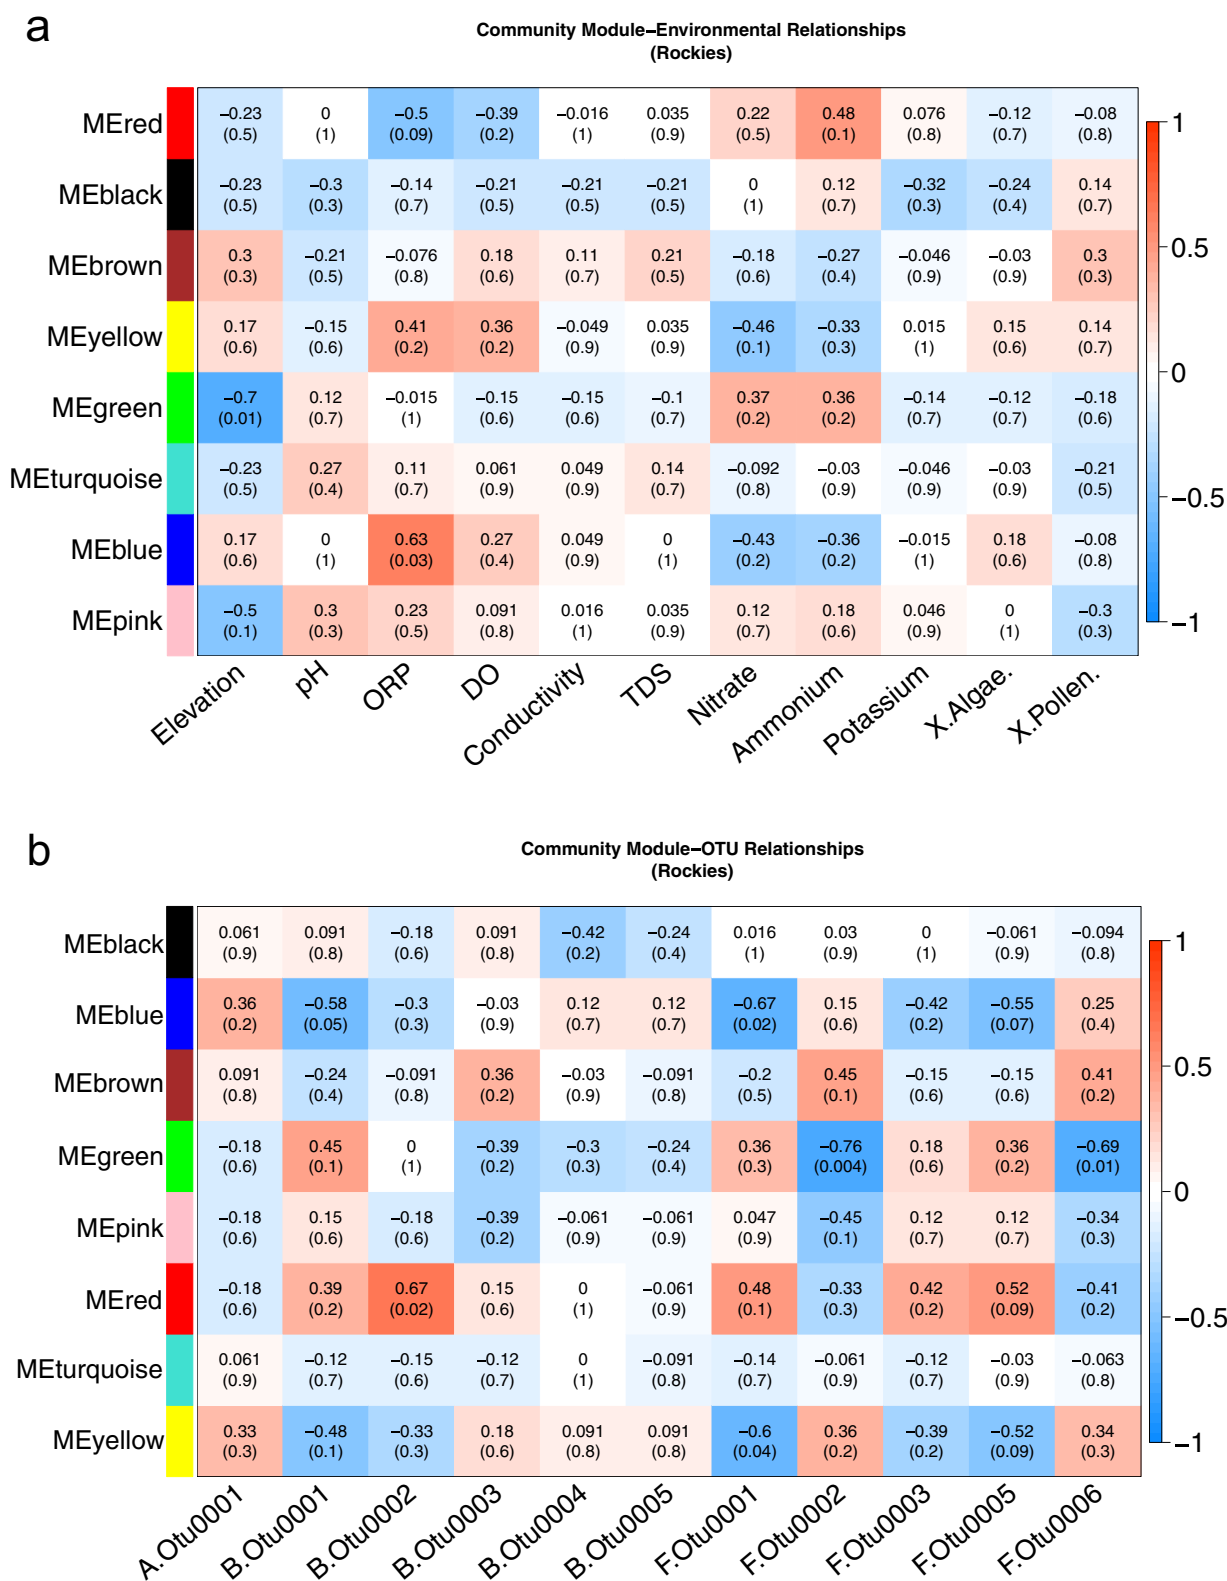 a
Community Module–Environmental Relationships
(Rockies)
MEred
−0.23 0 −0.5 −0.39 −0.016 0.035 0.22 0.48 0.076 −0.12 −0.08
(0.5) (1) (0.09) (0.2) (1) (0.9) (0.5) (0.1) (0.8) (0.7) (0.8)
MEblack
−0.23 −0.3 −0.14 −0.21 −0.21 −0.21 0 0.12 −0.32 −0.24 0.14
(0.5) (0.3) (0.7) (0.5) (0.5) (0.5) (1) (0.7) (0.3) (0.4) (0.7)
MEbrown
0.3 −0.21 −0.076 0.18 0.11 0.21 −0.18 −0.27 −0.046 −0.03 0.3
(0.3) (0.5) (0.8) (0.6) (0.7) (0.5) (0.6) (0.4) (0.9) (0.9) (0.3)
MEyellow
0.17 −0.15 0.41 0.36 −0.049 0.035 −0.46 −0.33 0.015 0.15 0.14
(0.6) (0.6) (0.2) (0.2) (0.9) (0.9) (0.1) (0.3) (1) (0.6) (0.7)
MEgreen
−0.7 0.12 −0.015 −0.15 −0.15 −0.1 0.37 0.36 −0.14 −0.12 −0.18
(0.01) (0.7) (1) (0.6) (0.6) (0.7) (0.2) (0.2) (0.7) (0.7) (0.6)
MEturquoise
−0.23 0.27 0.11 0.061 0.049 0.14 −0.092 −0.03 −0.046 −0.03 −0.21
(0.5) (0.4) (0.7) (0.9) (0.9) (0.7) (0.8) (0.9) (0.9) (0.9) (0.5)
MEblue
0.17 0 0.63 0.27 0.049 0 −0.43 −0.36 −0.015 0.18 −0.08
(0.6) (1) (0.03) (0.4) (0.9) (1) (0.2) (0.2) (1) (0.6) (0.8)
MEpink
−0.5 0.3 0.23 0.091 0.016 0.035 0.12 0.18 0.046 0 −0.3
(0.1) (0.3) (0.5) (0.8) (1) (0.9) (0.7) (0.6) (0.9) (1) (0.3)
Elevation pH ORP DO Conductivity TDS Nitrate Ammonium Potassium X.Algae. X.Pollen.
1
0.5
0
−0.5
−1
b
Community Module–OTU Relationships
(Rockies)
MEblack
0.061 0.091 −0.18 0.091 −0.42 −0.24 0.016 0.03 0 −0.061 −0.094
(0.9) (0.8) (0.6) (0.8) (0.2) (0.4) (1) (0.9) (1) (0.9) (0.8)
MEblue
0.36 −0.58 −0.3 −0.03 0.12 0.12 −0.67 0.15 −0.42 −0.55 0.25
(0.2) (0.05) (0.3) (0.9) (0.7) (0.7) (0.02) (0.6) (0.2) (0.07) (0.4)
MEbrown
0.091 −0.24 −0.091 0.36 −0.03 −0.091 −0.2 0.45 −0.15 −0.15 0.41
(0.8) (0.4) (0.8) (0.2) (0.9) (0.8) (0.5) (0.1) (0.6) (0.6) (0.2)
MEgreen
−0.18 0.45 0 −0.39 −0.3 −0.24 0.36 −0.76 0.18 0.36 −0.69
(0.6) (0.1) (1) (0.2) (0.3) (0.4) (0.3) (0.004) (0.6) (0.2) (0.01)
MEpink
−0.18 0.15 −0.18 −0.39 −0.061 −0.061 0.047 −0.45 0.12 0.12 −0.34
(0.6) (0.6) (0.6) (0.2) (0.9) (0.9) (0.9) (0.1) (0.7) (0.7) (0.3)
MEred
−0.18 0.39 0.67 0.15 0 −0.061 0.48 −0.33 0.42 0.52 −0.41
(0.6) (0.2) (0.02) (0.6) (1) (0.9) (0.1) (0.3) (0.2) (0.09) (0.2)
MEturquoise
0.061 −0.12 −0.15 −0.12 0 −0.091 −0.14 −0.061 −0.12 −0.03 −0.063
(0.9) (0.7) (0.6) (0.7) (1) (0.8) (0.7) (0.9) (0.7) (0.9) (0.8)
MEyellow
0.33 −0.48 −0.33 0.18 0.091 0.091 −0.6 0.36 −0.39 −0.52 0.34
(0.3) (0.1) (0.3) (0.6) (0.8) (0.8) (0.04) (0.2) (0.2) (0.09) (0.3)
A.Otu0001 B.Otu0001 B.Otu0002 B.Otu0003 B.Otu0004 B.Otu0005 F.Otu0001 F.Otu0002 F.Otu0003 F.Otu0005 F.Otu0006
1
0.5
0
−0.5
−1